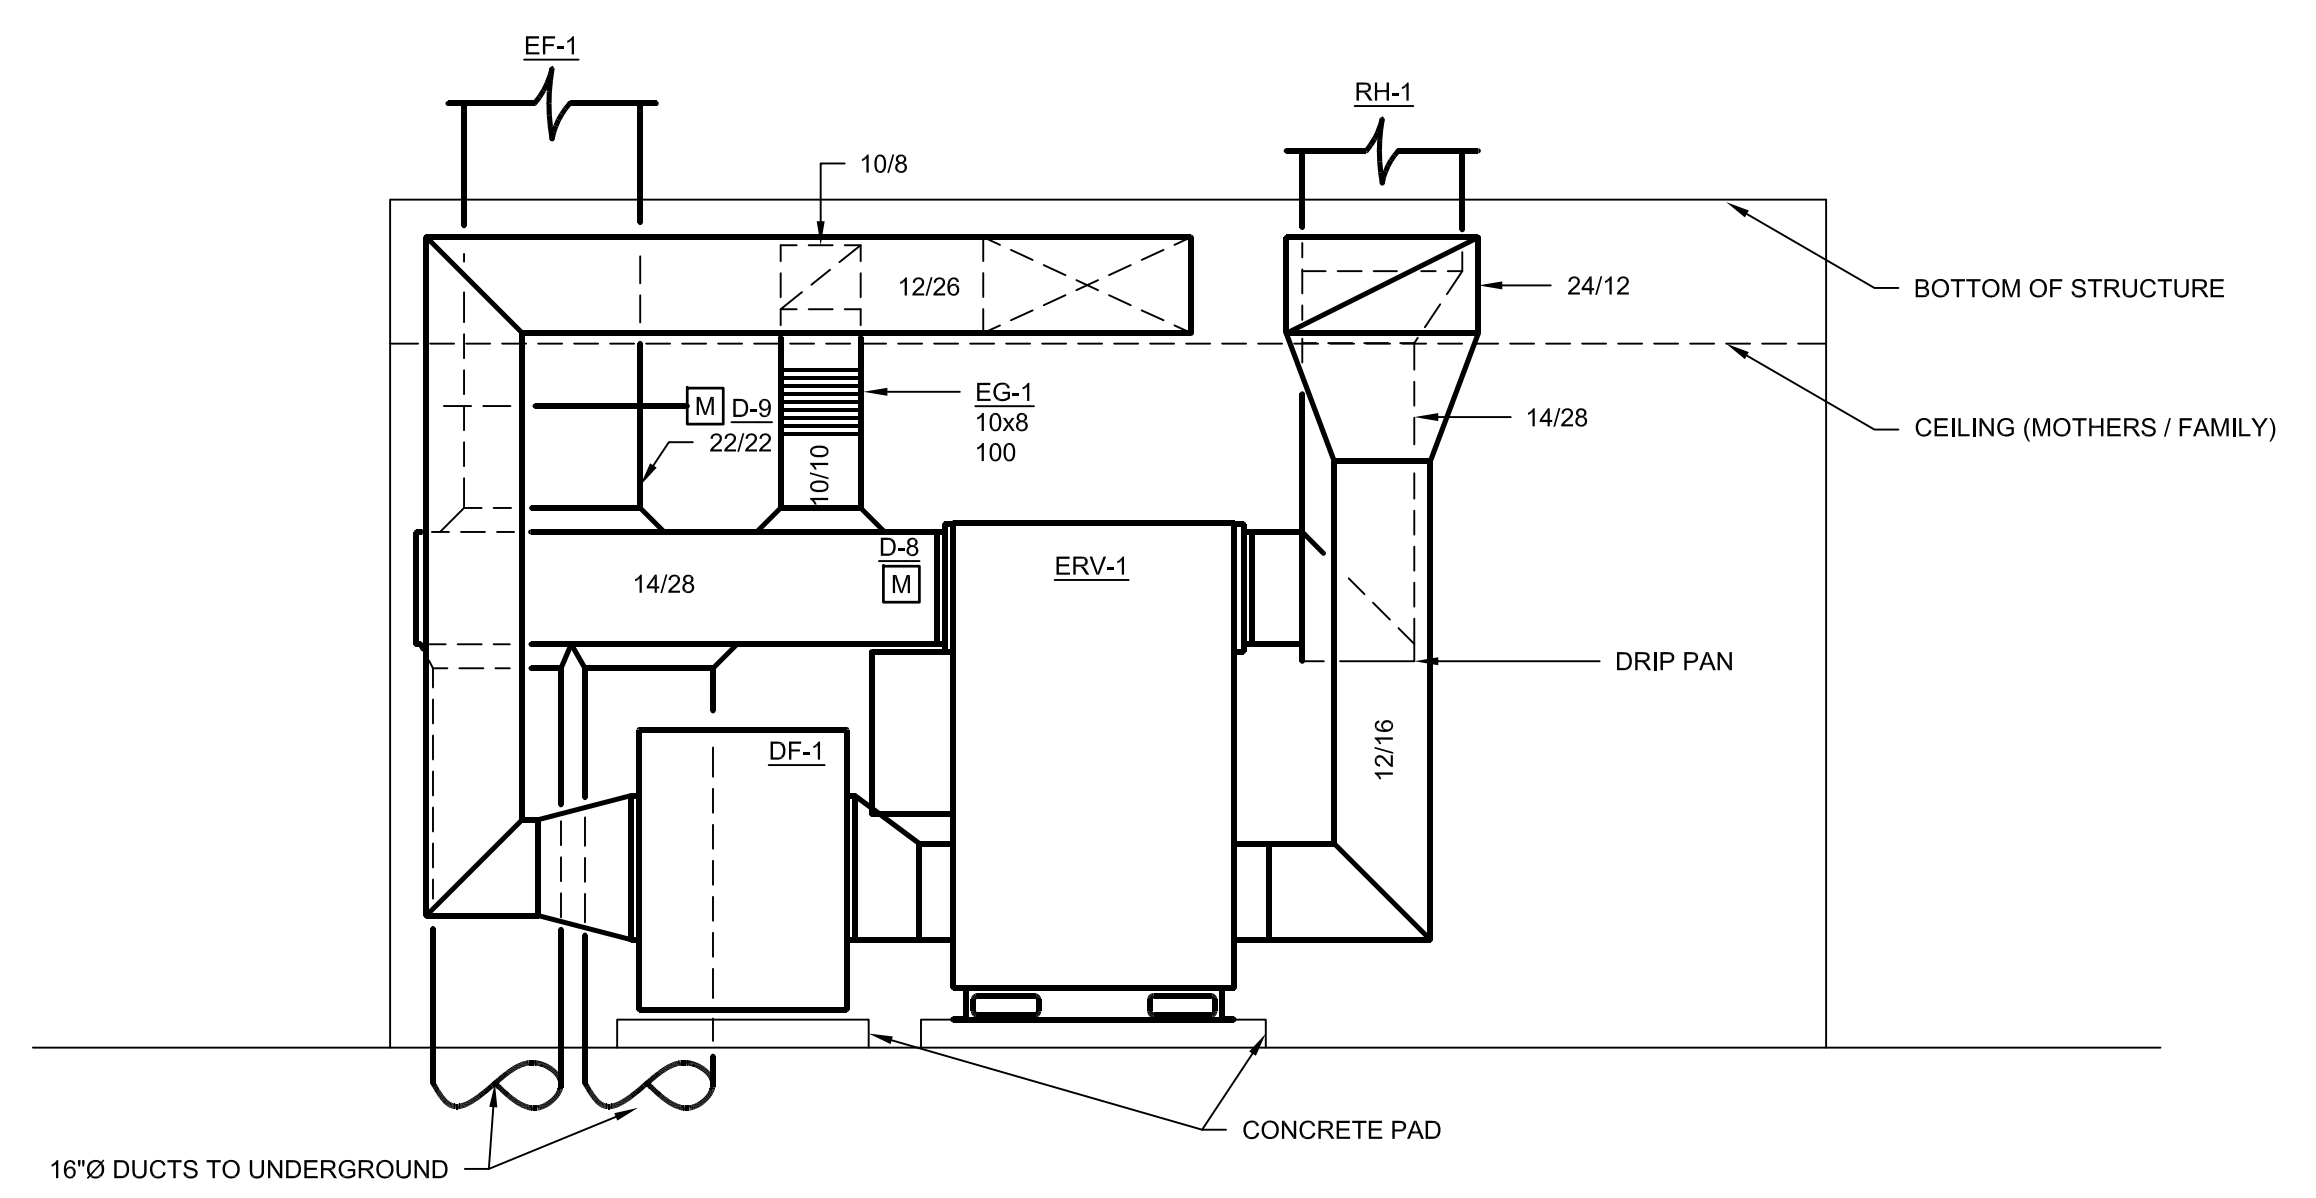 EF-1
RH-1
10/8
12/26
24/12
BOTTOM OF STRUCTURE
M
D-9
22/22
EG-1
10x8
100
14/28
CEILING (MOTHERS / FAMILY)
10/10
14/28
D-8
M
ERV-1
DRIP PAN
DF-1
12/16
CONCRETE PAD
16"Ø DUCTS TO UNDERGROUND